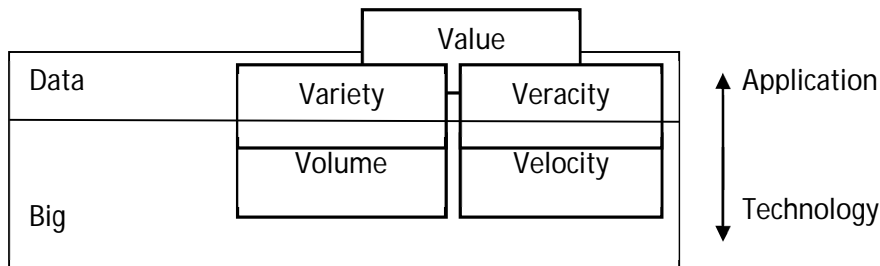 Value
Data
Variety
Veracity
Application
Volume
Velocity
Big
Technology